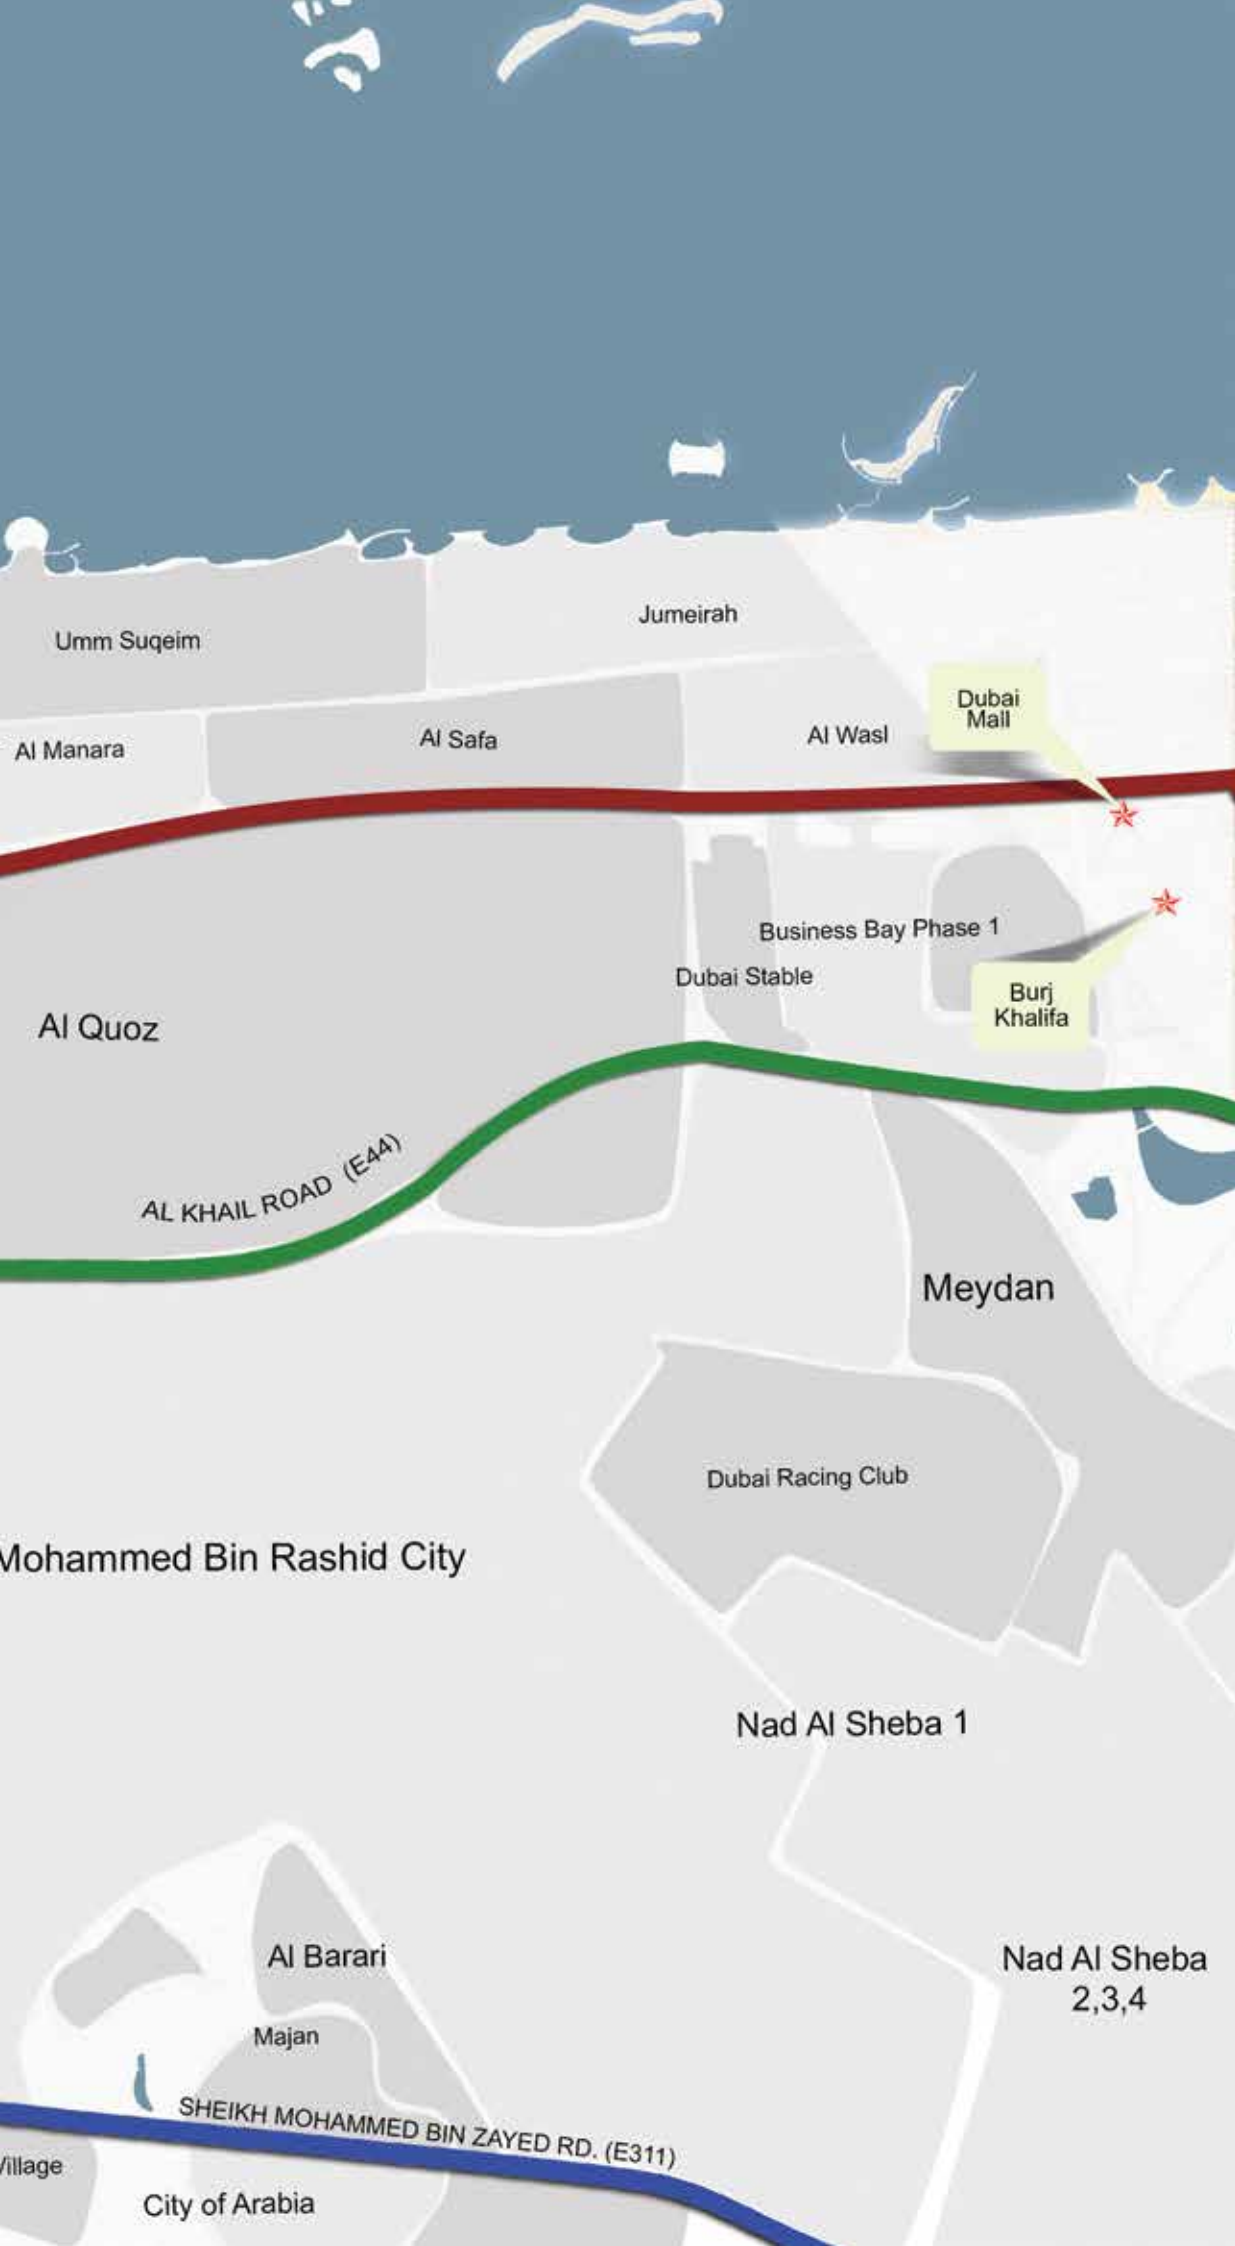 Jumeirah
Umm Suqeim
Dubai
Mall
Al Manara
Al Safa
Al Wasl
Business Bay Phase 1
Dubai Stable
Burj
Khalifa
Al Quoz
AL KHAIL ROAD (E44)
Meydan
Dubai Racing Club
Mohammed Bin Rashid City
Nad Al Sheba 1
Al Barari
Nad Al Sheba
2,3,4
Majan
SHEIKH MOHAMMED BIN ZAYED RD. (E311)
Village
City of Arabia